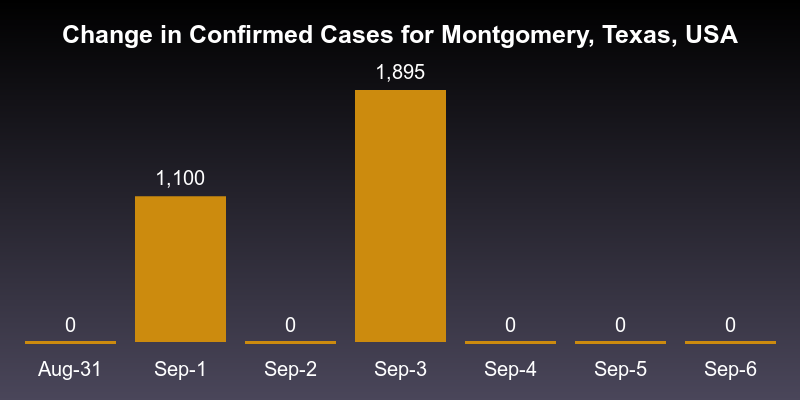 Change in Confirmed Cases for Montgomery, Texas, USA
1,895
1,100
0 0 0 0 0
Aug-31 Sep-1 Sep-2 Sep-3 Sep-4 Sep-5 Sep-6